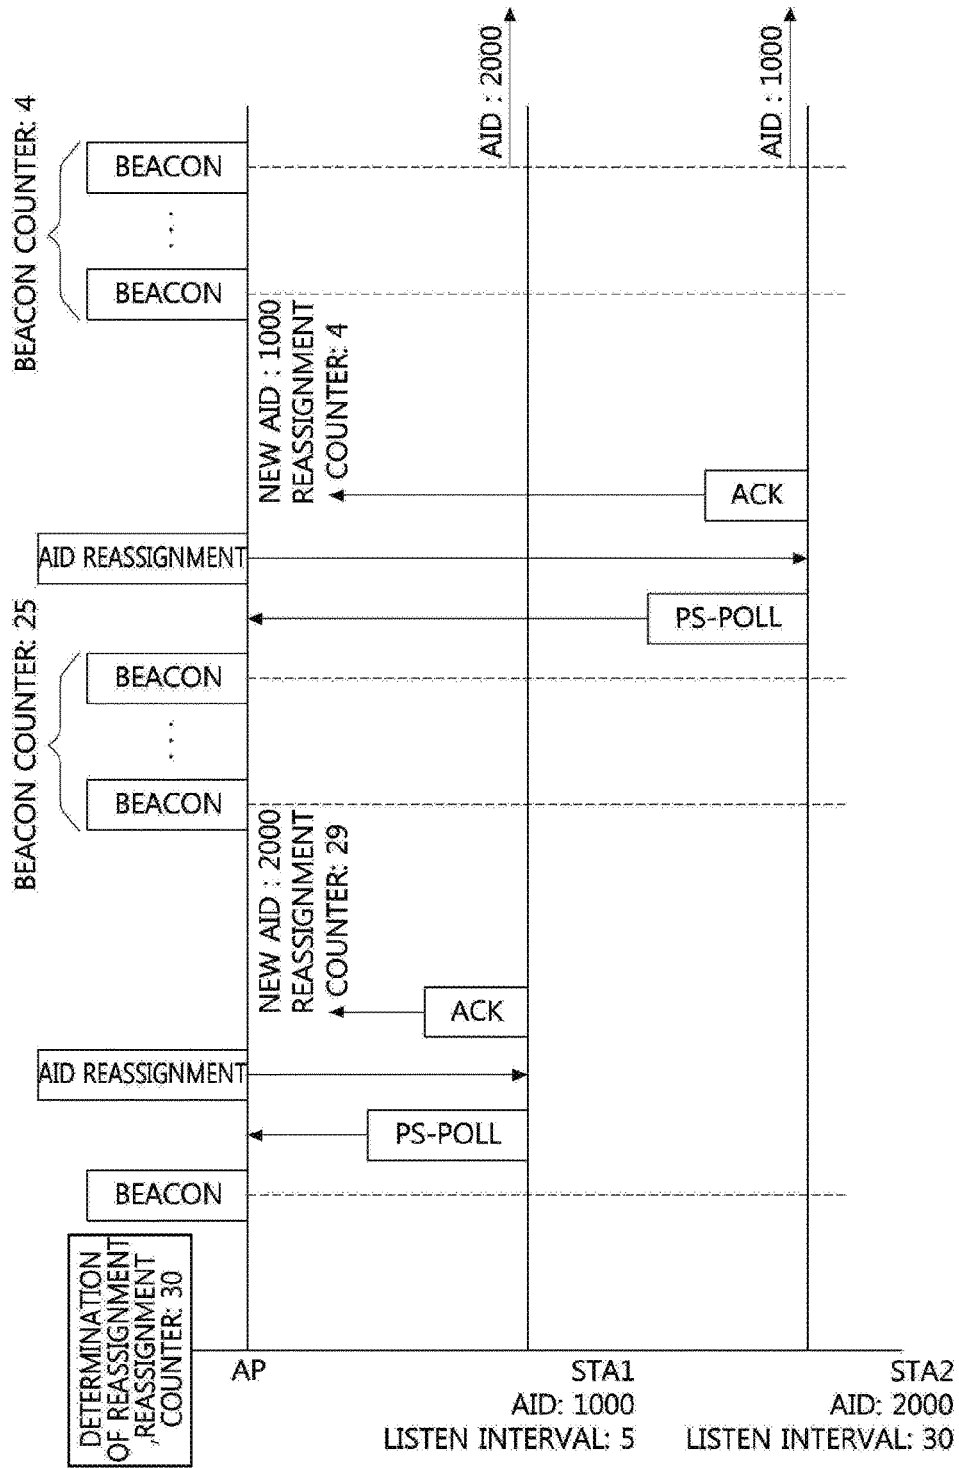 BEACON COUNTER: 4
BEACON
BEACON
AID : 2000
AID : 1000
NEW AID : 1000
REASSIGNMENT
COUNTER: 4
ACK
AID REASSIGNMENT
PS-POLL
BEACON COUNTER: 25
BEACON
BEACON
NEW AID : 2000
REASSIGNMENT
COUNTER: 29
ACK
AID REASSIGNMENT
PS-POLL
BEACON
DETERMINATION
OF REASSIGNMENT
,REASSIGNMENT
COUNTER: 30
AP
STA1
AID: 1000
LISTEN INTERVAL: 5
STA2
AID: 2000
LISTEN INTERVAL: 30